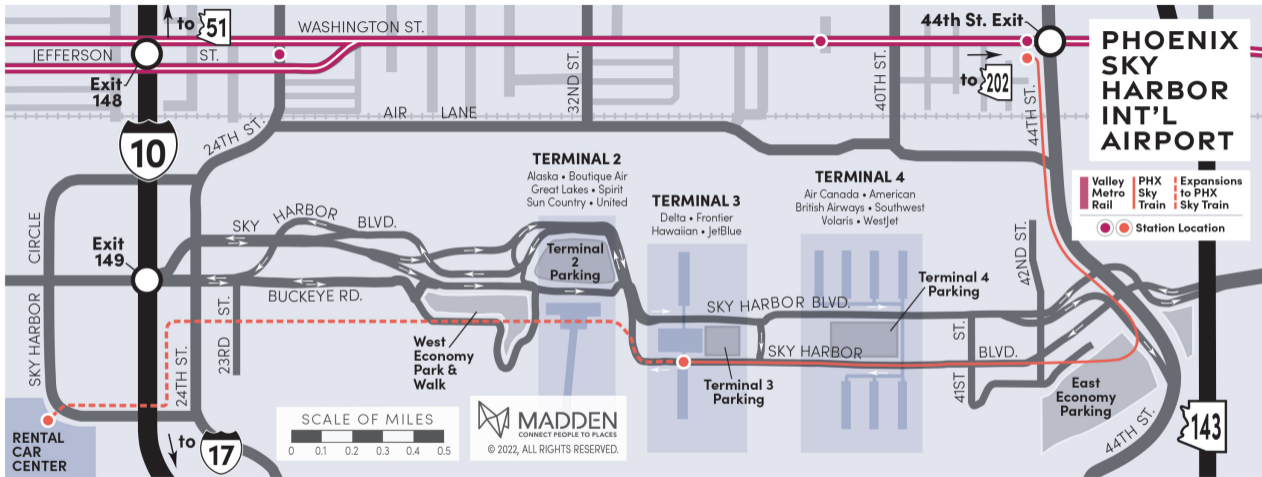 to 51
WASHINGTON ST.
44th St. Exit
PHOENIX
SKY
HARBOR
INT'L
AIRPORT
JEFFERSON
ST.
Exit
148
32ND ST.
40TH ST.
to 202
44TH ST.
AIR LANE
24TH ST.
10
TERMINAL 2
Alaska • Boutique Air
Great Lakes • Spirit
Sun Country • United
TERMINAL 3
Delta • Frontier
Hawaiian • JetBlue
TERMINAL 4
Air Canada • American
British Airways • Southwest
Volaris • WestJet
Valley
Metro
Rail
PHX
Sky
Train
Expansions
to PHX
Sky Train
Station Location
SKY HARBOR BLVD.
Exit
149
SKY HARBOR CIRCLE
Terminal
2
Parking
42ND ST.
Terminal 4
Parking
BUCKEYE RD.
SKY HARBOR BLVD.
23RD ST.
24TH ST.
West
Economy
Park &
Walk
SKY HARBOR BLVD.
41ST ST.
Terminal 3
Parking
East
Economy
Parking
44TH ST.
143
RENTAL
CAR
CENTER
to
17
SCALE OF MILES
0 0.1 0.2 0.3 0.4 0.5
MADDEN
CONNECT PEOPLE TO PLACES
© 2022, ALL RIGHTS RESERVED.